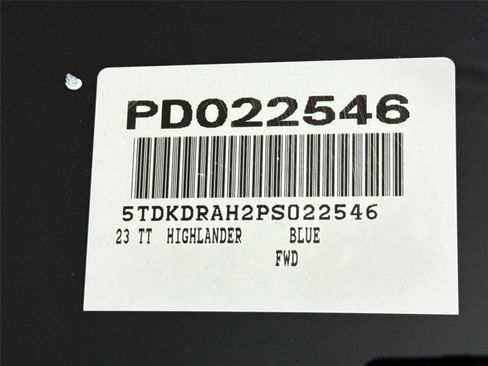 PD022546
5TDKDRAH2PS022546
23 TT HIGHLANDER BLUE
FWD